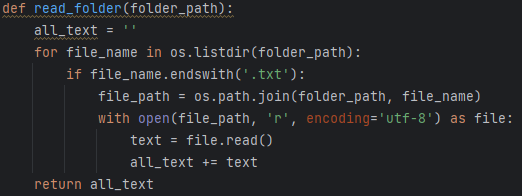 def read_folder(folder_path):
    all_text = ''
    for file_name in os.listdir(folder_path):
        if file_name.endswith('.txt'):
            file_path = os.path.join(folder_path, file_name)
            with open(file_path, 'r', encoding='utf-8') as file:
                text = file.read()
                all_text += text
    return all_text